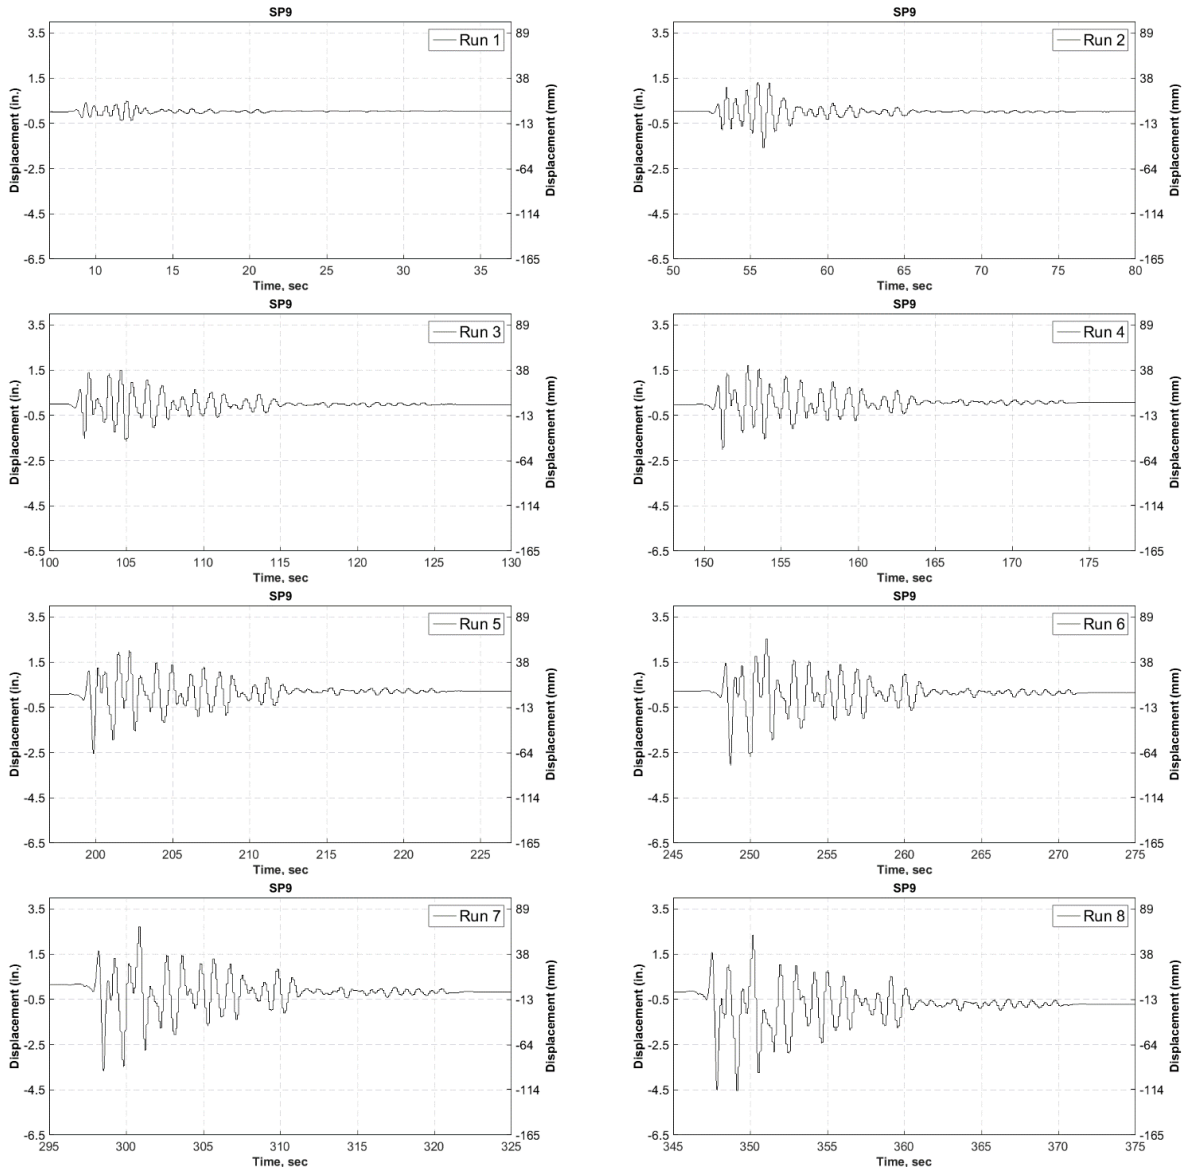 SP9
Displacement (in.)
3.5
1.5
-0.5
-2.5
-4.5
-6.5
Run 1
89
38
-13
-64
-114
-165
Displacement (mm)
10 15 20 25 30 35
Time, sec
SP9
Displacement (in.)
3.5
1.5
-0.5
-2.5
-4.5
-6.5
Run 2
89
38
-13
-64
-114
-165
Displacement (mm)
50 55 60 65 70 75 80
Time, sec
SP9
Displacement (in.)
3.5
1.5
-0.5
-2.5
-4.5
-6.5
Run 3
89
38
-13
-64
-114
-165
Displacement (mm)
100 105 110 115 120 125 130
Time, sec
SP9
Displacement (in.)
3.5
1.5
-0.5
-2.5
-4.5
-6.5
Run 4
89
38
-13
-64
-114
-165
Displacement (mm)
150 155 160 165 170 175
Time, sec
SP9
Displacement (in.)
3.5
1.5
-0.5
-2.5
-4.5
-6.5
Run 5
89
38
-13
-64
-114
-165
Displacement (mm)
200 205 210 215 220 225
Time, sec
SP9
Displacement (in.)
3.5
1.5
-0.5
-2.5
-4.5
-6.5
Run 6
89
38
-13
-64
-114
-165
Displacement (mm)
245 250 255 260 265 270 275
Time, sec
SP9
Displacement (in.)
3.5
1.5
-0.5
-2.5
-4.5
-6.5
Run 7
89
38
-13
-64
-114
-165
Displacement (mm)
295 300 305 310 315 320 325
Time, sec
SP9
Displacement (in.)
3.5
1.5
-0.5
-2.5
-4.5
-6.5
Run 8
89
38
-13
-64
-114
-165
Displacement (mm)
345 350 355 360 365 370 375
Time, sec